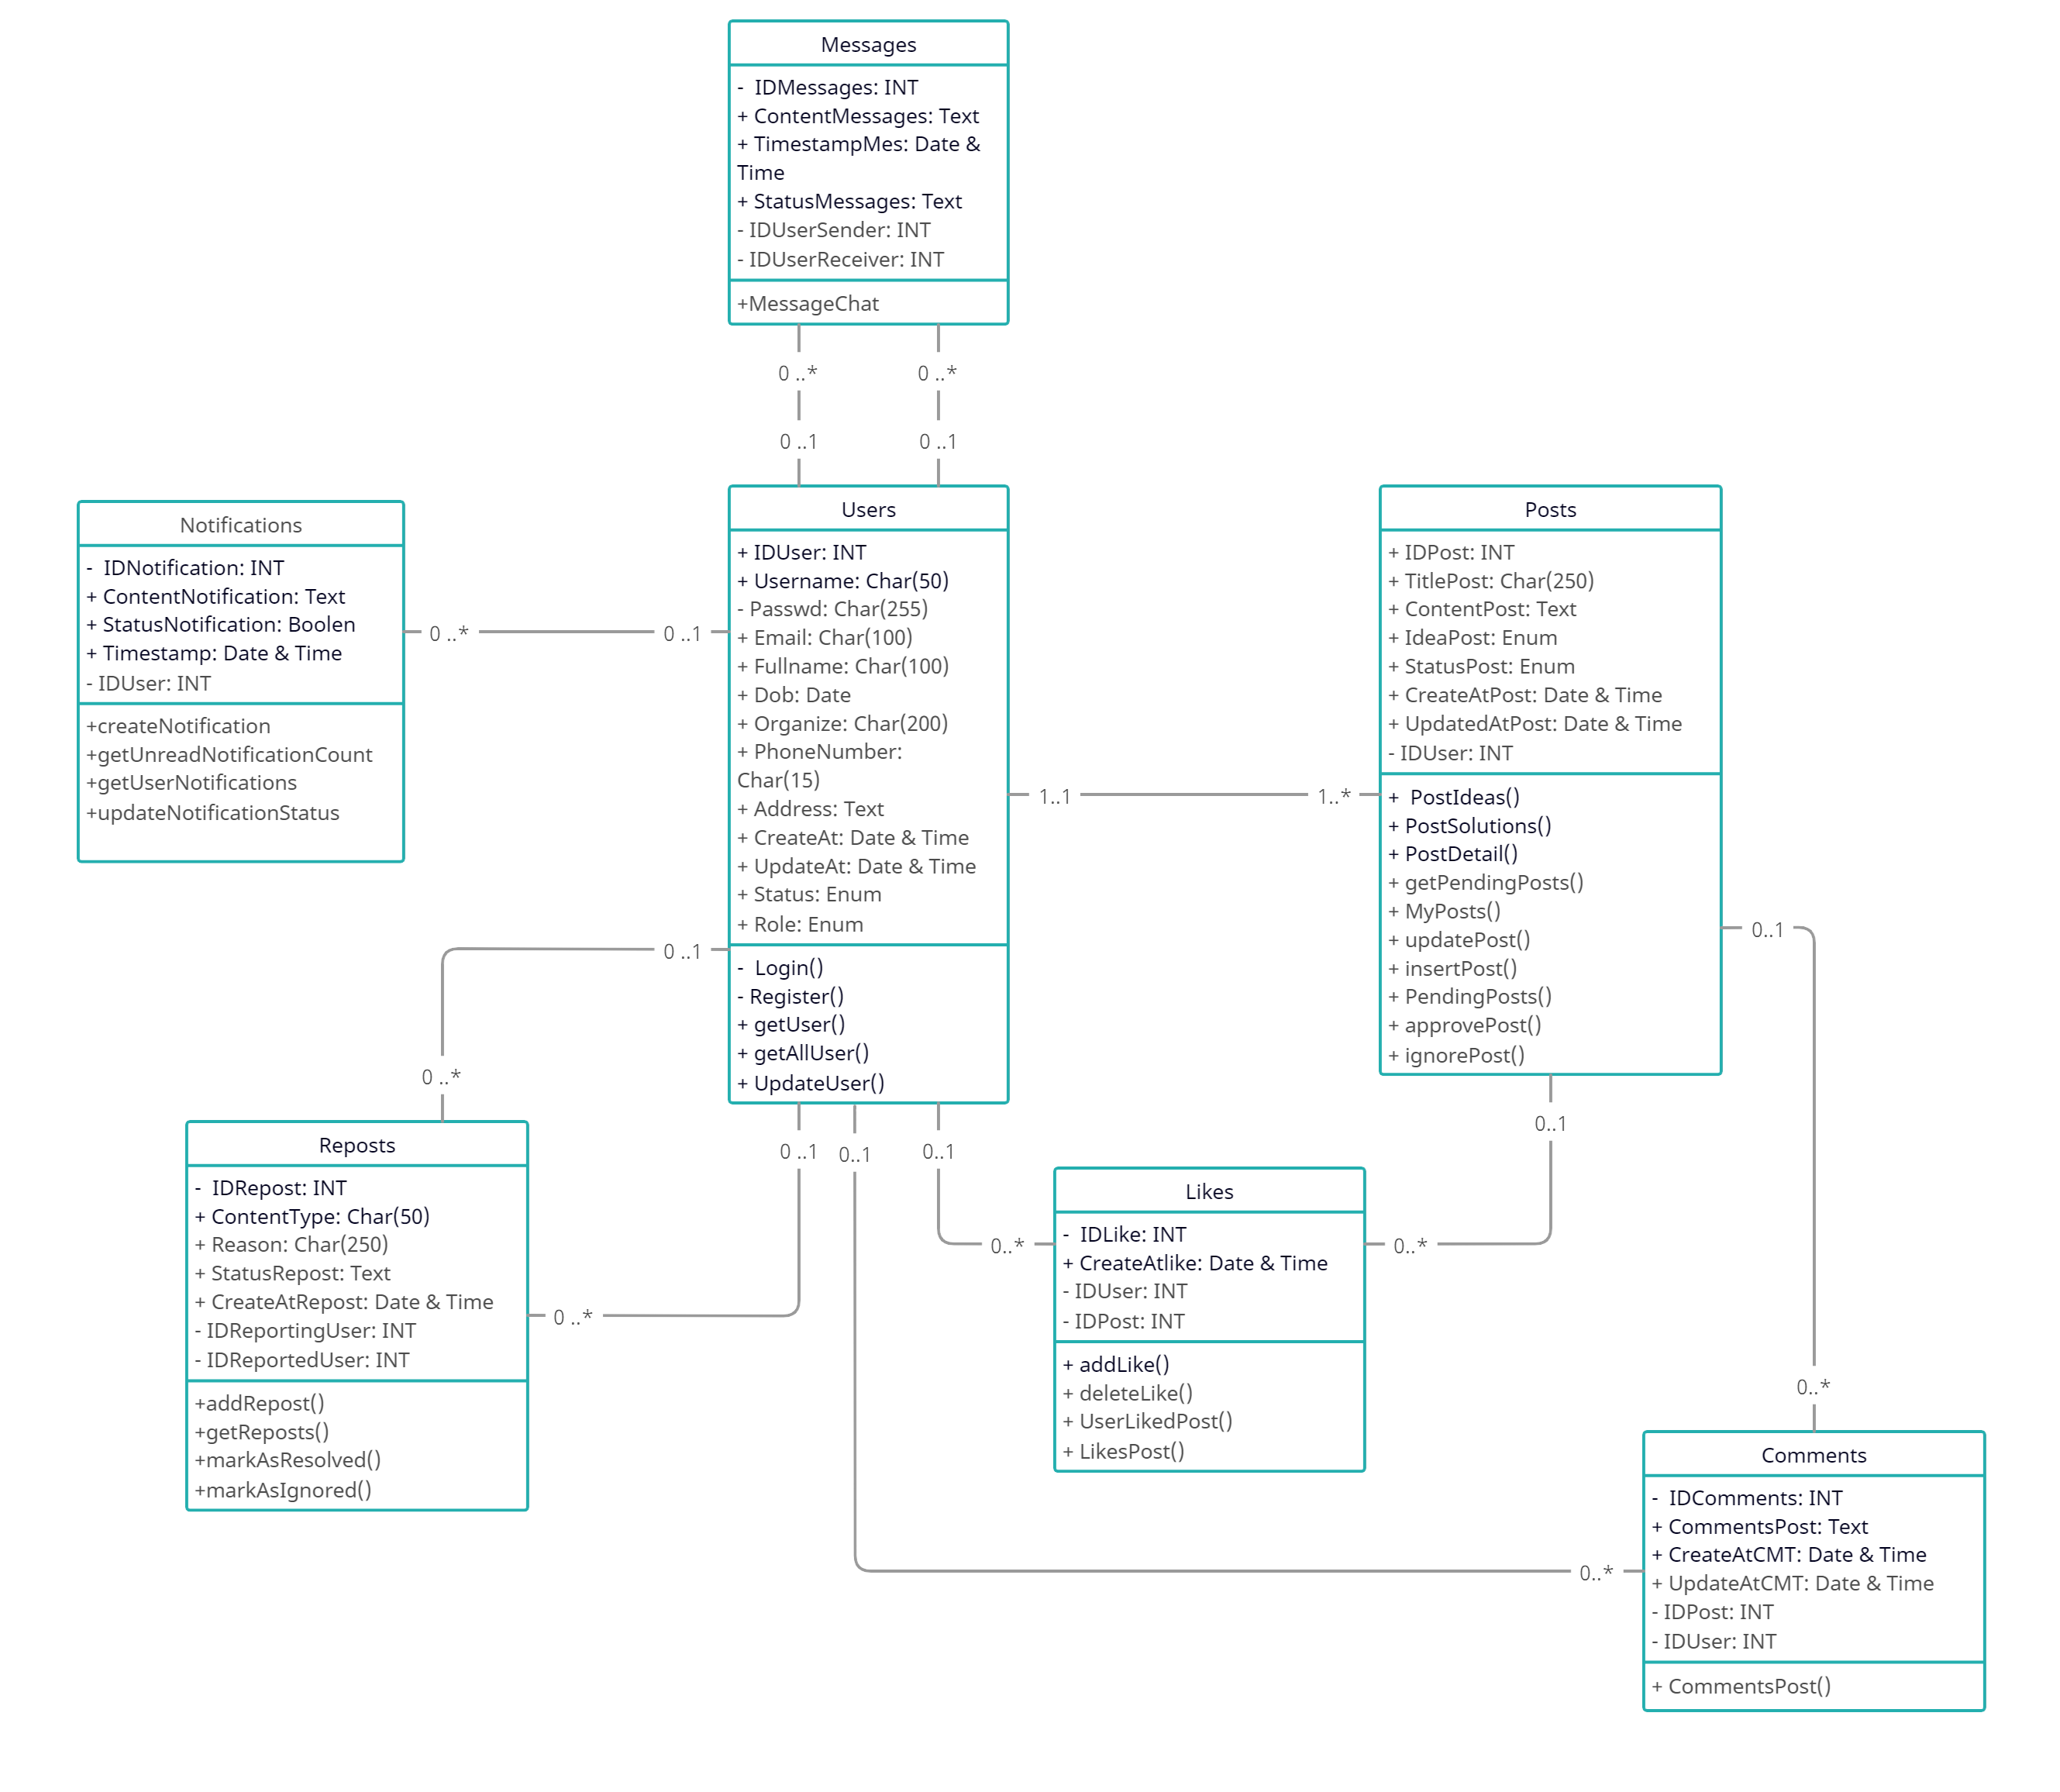 Messages
-  IDMessages: INT
+ ContentMessages: Text
+ TimestampMes: Date &
Time
+ StatusMessages: Text
- IDUserSender: INT
- IDUserReceiver: INT
+MessageChat
0 ..*
0 ..*
0 ..1
0 ..1
Notifications
-  IDNotification: INT
+ ContentNotification: Text
+ StatusNotification: Boolen
+ Timestamp: Date & Time
- IDUser: INT
+createNotification
+getUnreadNotificationCount
+getUserNotifications
+updateNotificationStatus
0 ..*
0 ..1
Users
+ IDUser: INT
+ Username: Char(50)
- Passwd: Char(255)
+ Email: Char(100)
+ Fullname: Char(100)
+ Dob: Date
+ Organize: Char(200)
+ PhoneNumber:
Char(15)
+ Address: Text
+ CreateAt: Date & Time
+ UpdateAt: Date & Time
+ Status: Enum
+ Role: Enum
-  Login()
- Register()
+ getUser()
+ getAllUser()
+ UpdateUser()
1..1
1..*
Posts
+ IDPost: INT
+ TitlePost: Char(250)
+ ContentPost: Text
+ IdeaPost: Enum
+ StatusPost: Enum
+ CreateAtPost: Date & Time
+ UpdatedAtPost: Date & Time
- IDUser: INT
+  PostIdeas()
+ PostSolutions()
+ PostDetail()
+ getPendingPosts()
+ MyPosts()
+ updatePost()
+ insertPost()
+ PendingPosts()
+ approvePost()
+ ignorePost()
0..1
0 ..1
0 ..*
0 ..1
0..1
0..1
0..1
Reposts
-  IDRepost: INT
+ ContentType: Char(50)
+ Reason: Char(250)
+ StatusRepost: Text
+ CreateAtRepost: Date & Time
- IDReportingUser: INT
- IDReportedUser: INT
+addRepost()
+getReposts()
+markAsResolved()
+markAsIgnored()
0 ..*
0..*
Likes
-  IDLike: INT
+ CreateAtlike: Date & Time
- IDUser: INT
- IDPost: INT
+ addLike()
+ deleteLike()
+ UserLikedPost()
+ LikesPost()
0..*
0..*
0..*
Comments
-  IDComments: INT
+ CommentsPost: Text
+ CreateAtCMT: Date & Time
+ UpdateAtCMT: Date & Time
- IDPost: INT
- IDUser: INT
+ CommentsPost()